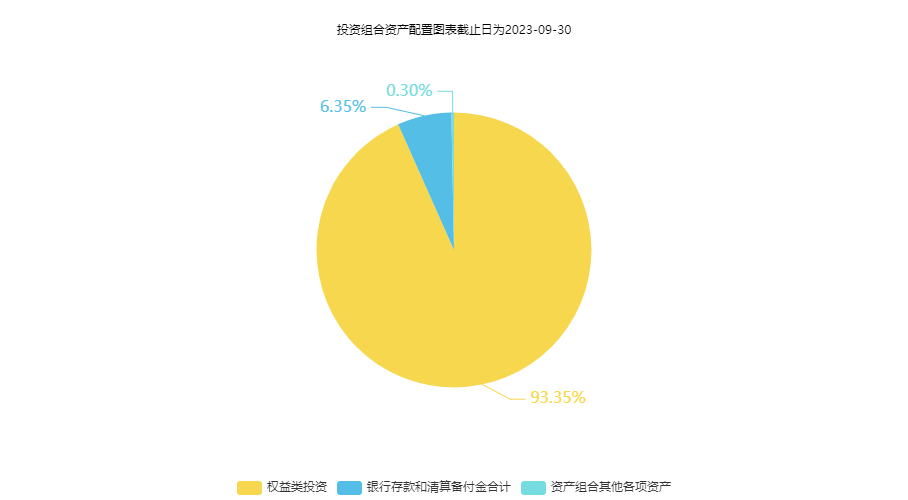 投资组合资产配置图表截止日为2023-09-30
0.30%
6.35%
93.35%
权益类投资 银行存款和清算备付金合计 资产组合其他各项资产